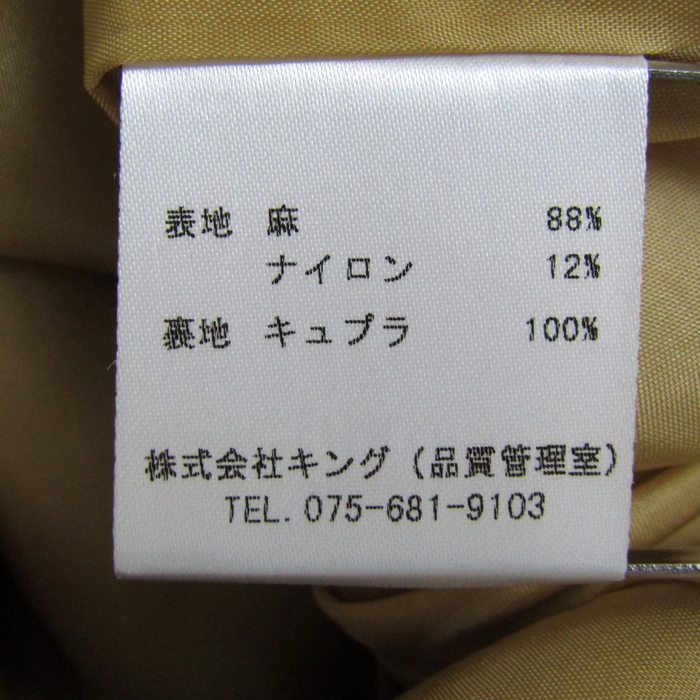 表地 麻 88%
ナイロン 12%
裏地 キュプラ 100%
株式会社キング(品質管理室)
TEL. 075-681-9103